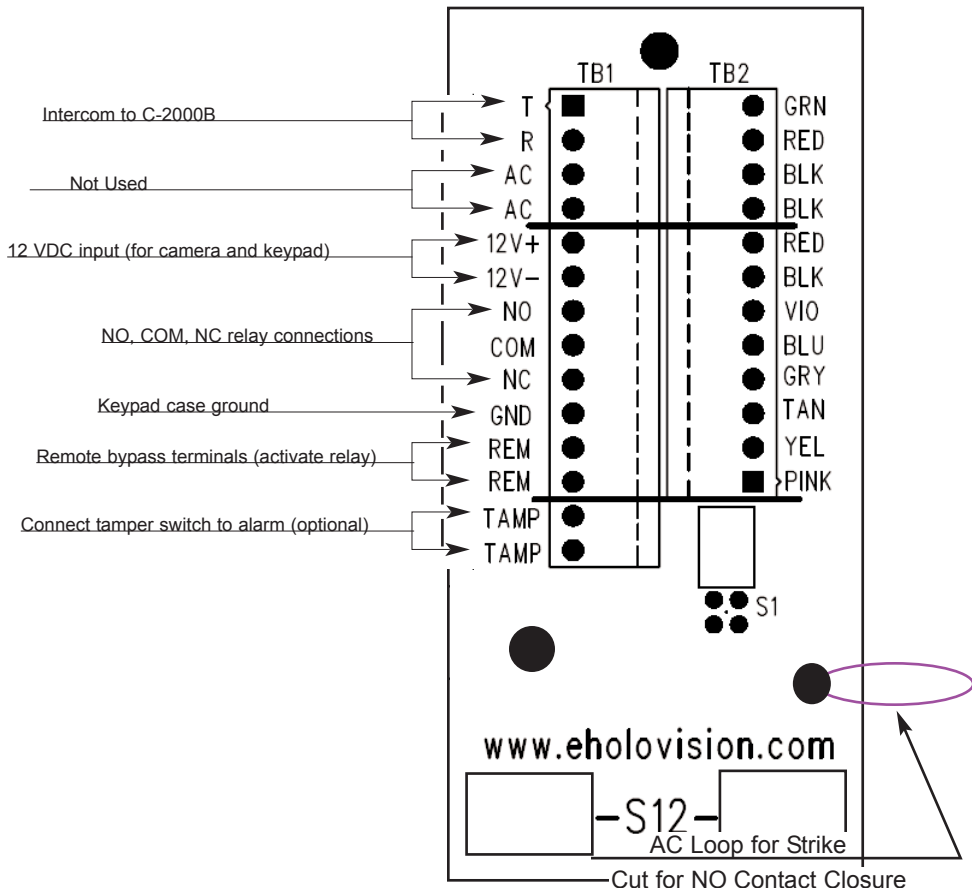 TB1 TB2
Intercom to C-2000B
T GRN
R RED
Not Used
AC BLK
AC BLK
12 VDC input (for camera and keypad)
12V+ RED
12V- BLK
NO, COM, NC relay connections
NO VIO
COM BLU
NC GRY
Keypad case ground
GND TAN
Remote bypass terminals (activate relay)
REM YEL
REM PINK
Connect tamper switch to alarm (optional)
TAMP
TAMP
S1
www.eholovision.com
-S12-
AC Loop for Strike
Cut for NO Contact Closure